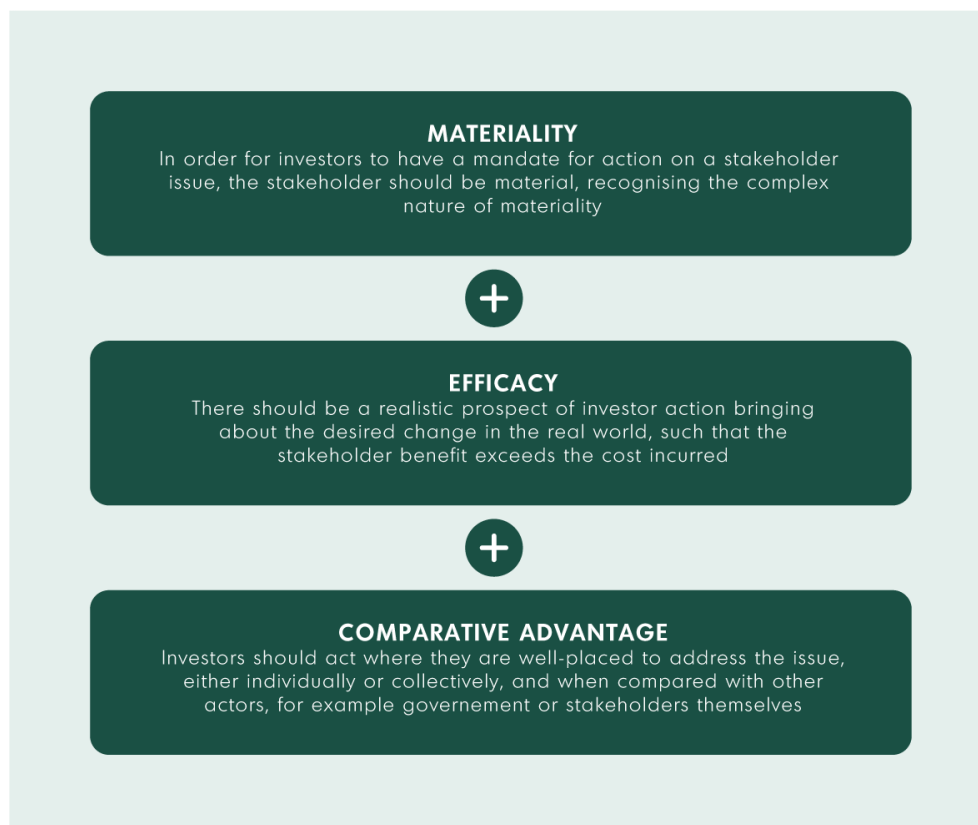 MATERIALITY
In order for investors to have a mandate for action on a stakeholder
issue, the stakeholder should be material, recognising the complex
nature of materiality
EFFICACY
There should be a realistic prospect of investor action bringing
about the desired change in the real world, such that the
stakeholder benefit exceeds the cost incurred
COMPARATIVE ADVANTAGE
Investors should act where they are well-placed to address the issue,
either individually or collectively, and when compared with other
actors, for example governement or stakeholders themselves